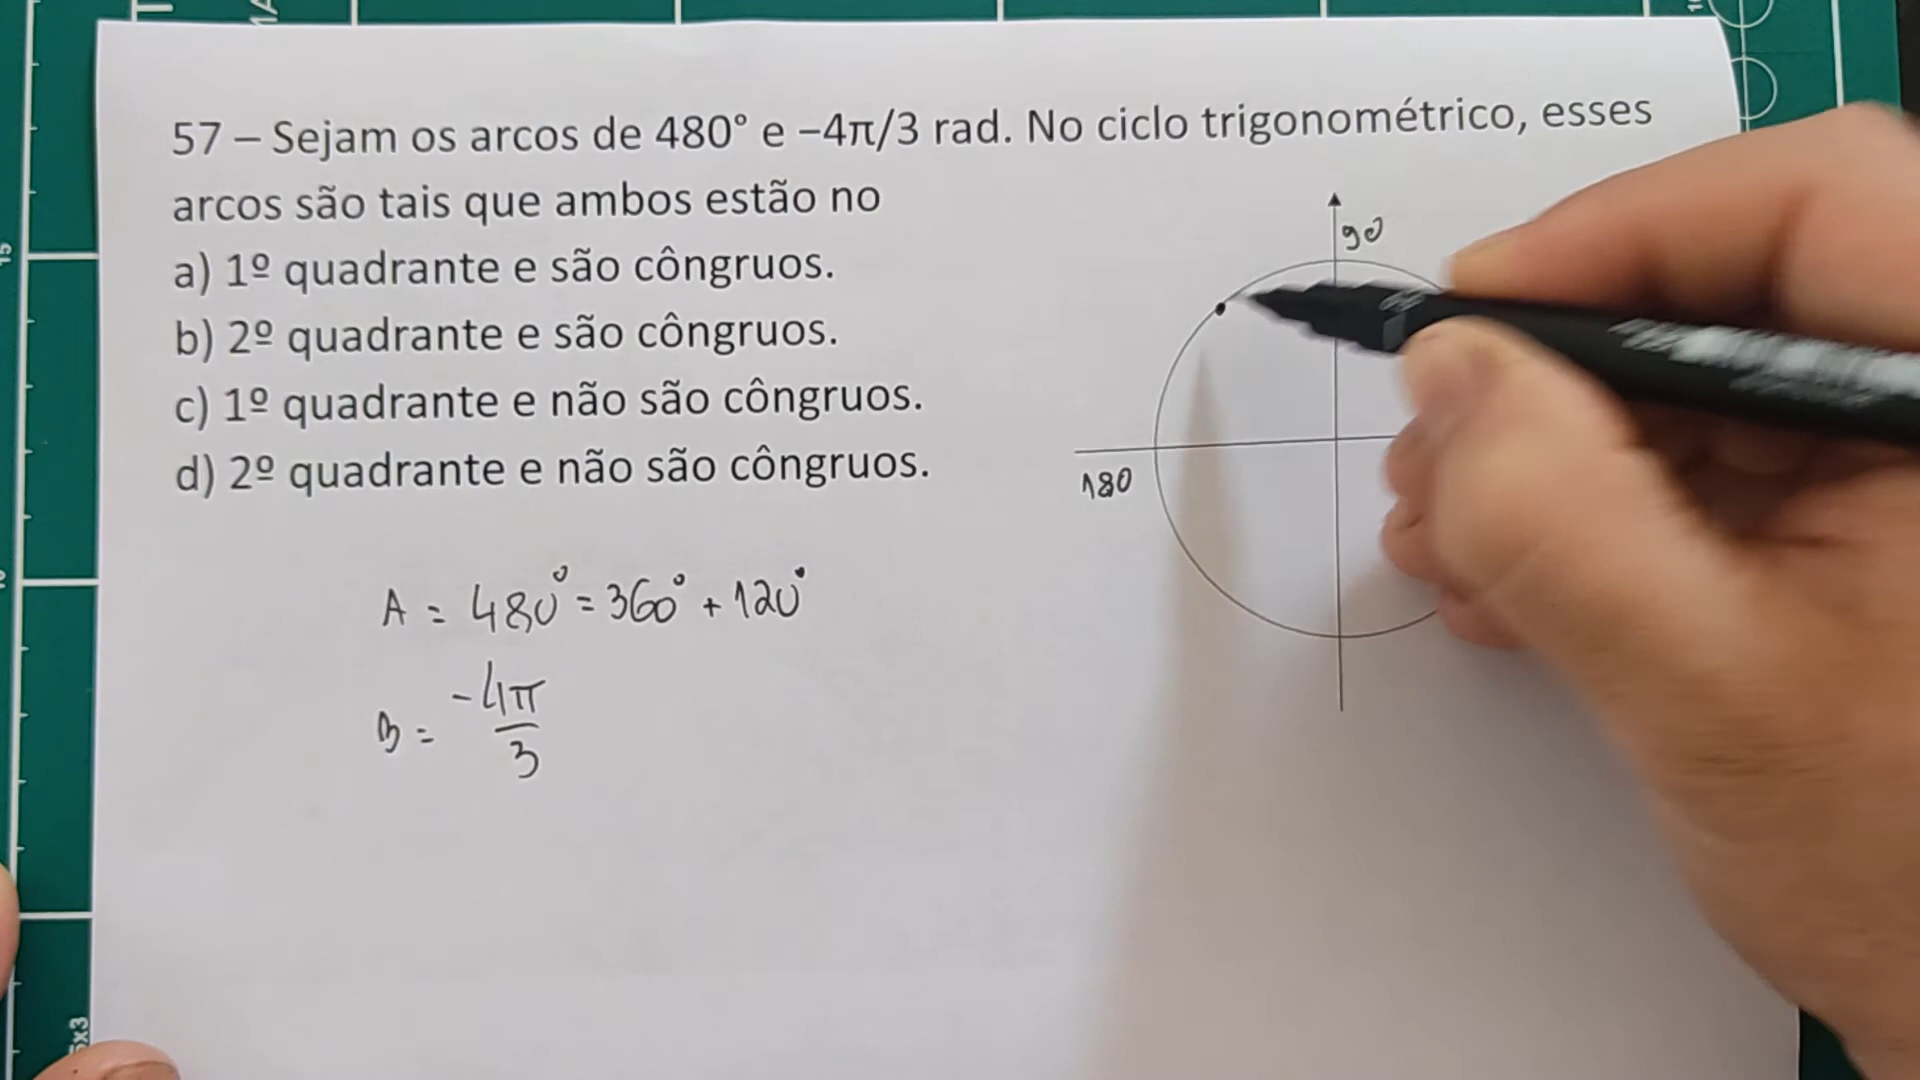 57 – Sejam os arcos de 480° e −4π/3 rad. No ciclo trigonométrico, esses
arcos são tais que ambos estão no
a) 1º quadrante e são côngruos.
b) 2º quadrante e são côngruos.
c) 1º quadrante e não são côngruos.
d) 2º quadrante e não são côngruos.
90
180
A = 480° = 360° + 120°
B = -4π/3